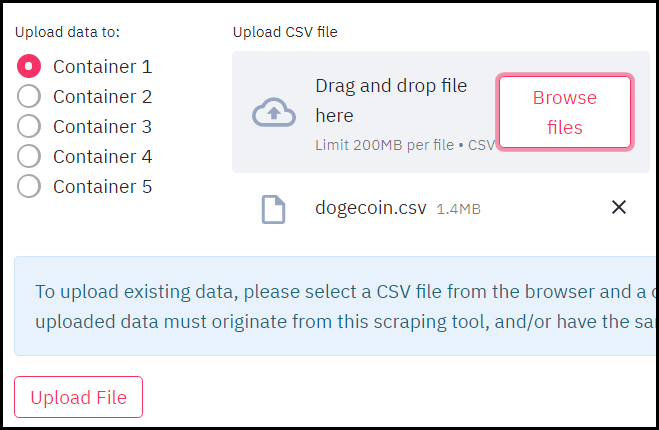 Upload data to:
Container 1
Container 2
Container 3
Container 4
Container 5
Upload CSV file
Drag and drop file
here
Limit 200MB per file • CSV
Browse
files
dogecoin.csv 1.4MB
To upload existing data, please select a CSV file from the browser and a
uploaded data must originate from this scraping tool, and/or have the
Upload File